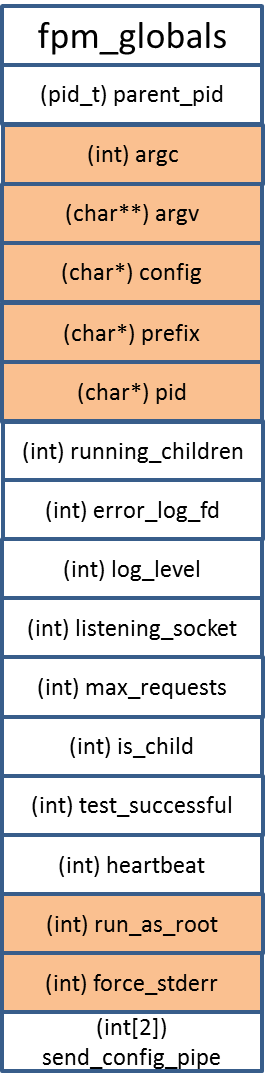 fpm_globals
(pid_t) parent_pid
(int) argc
(char**) argv
(char*) config
(char*) prefix
(char*) pid
(int) running_children
(int) error_log_fd
(int) log_level
(int) listening_socket
(int) max_requests
(int) is_child
(int) test_successful
(int) heartbeat
(int) run_as_root
(int) force_stderr
(int[2])
send_config_pipe